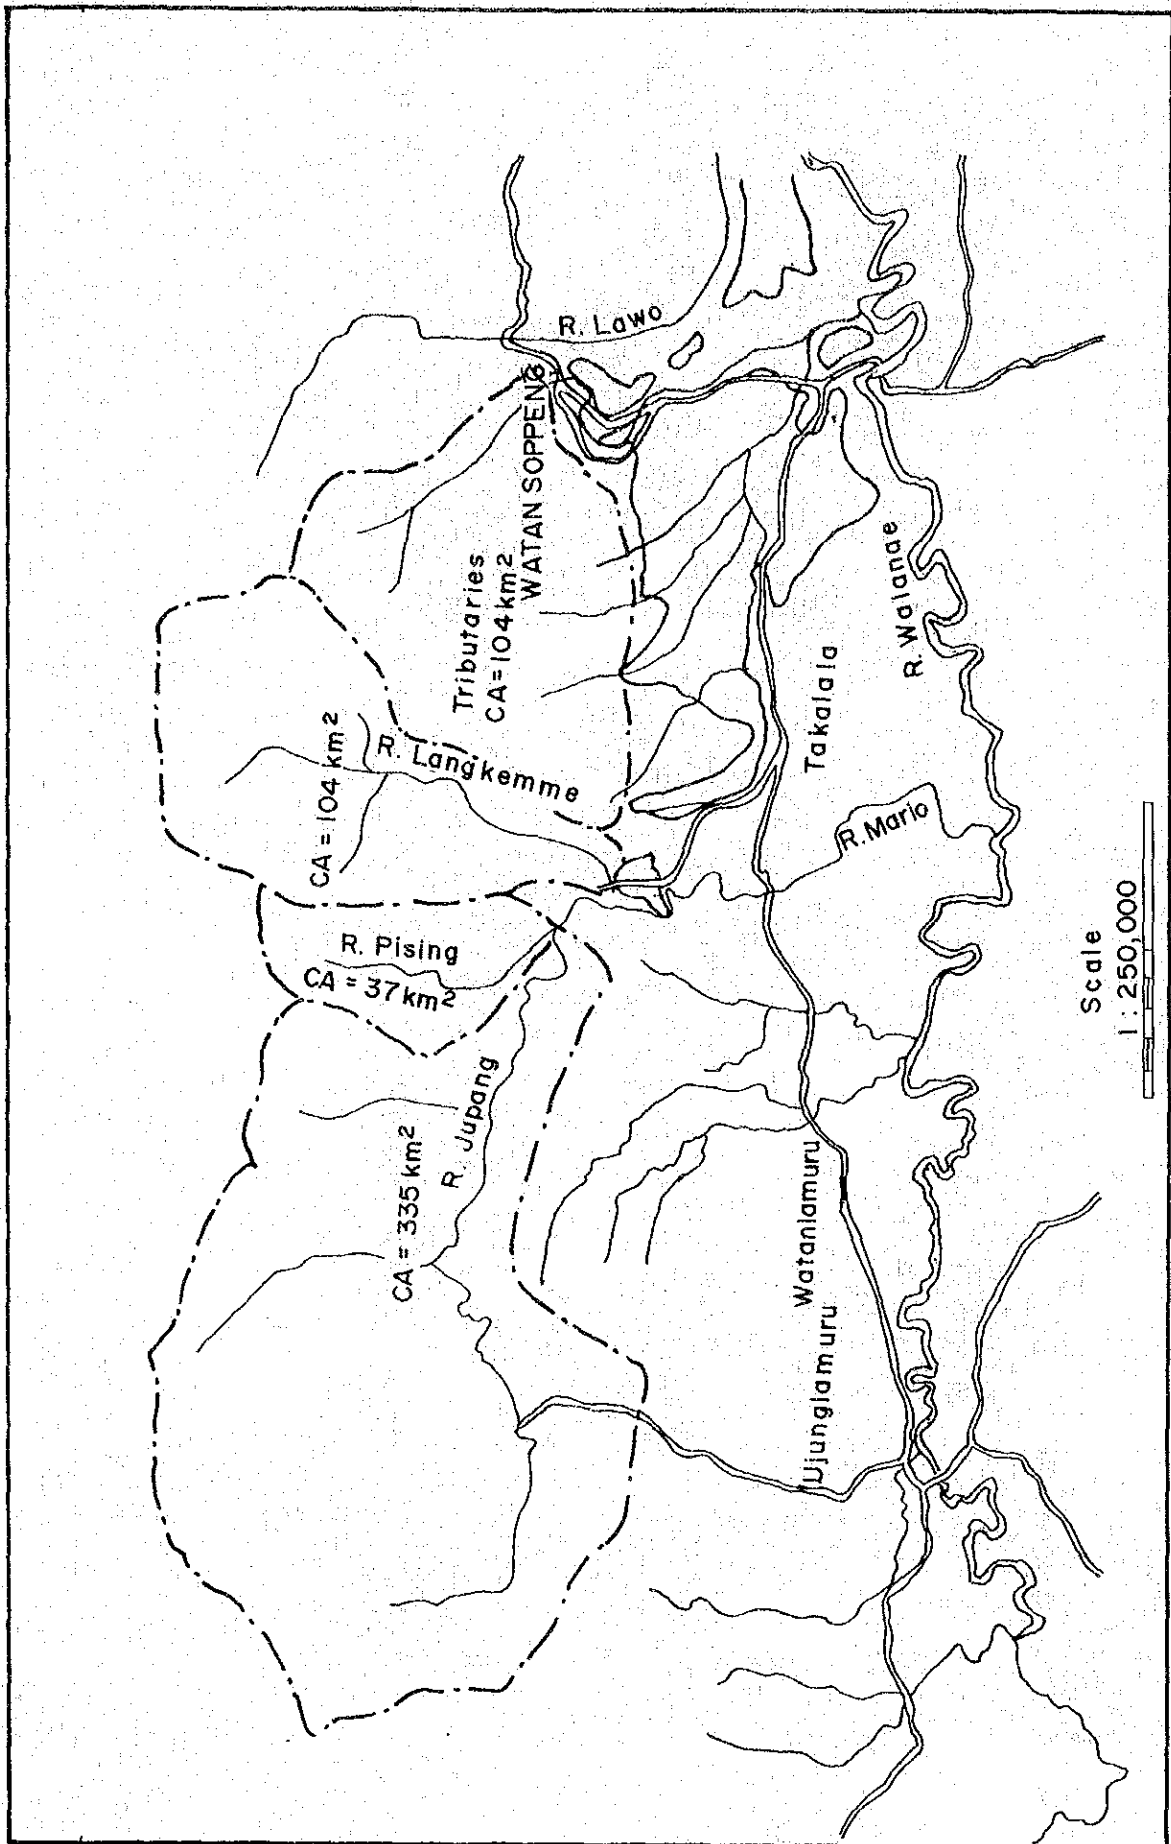 R. Lawo
WATAN SOPPENG
Tributaries
CA = 104 km²
R. Langkemme
CA = 104 km²
R. Walanae
Takalala
R. Mario
R. Pising
CA = 37 km²
R. Jupang
CA = 335 km²
Watanlamuru
Ujunglamuru
Scale
1 : 250,000